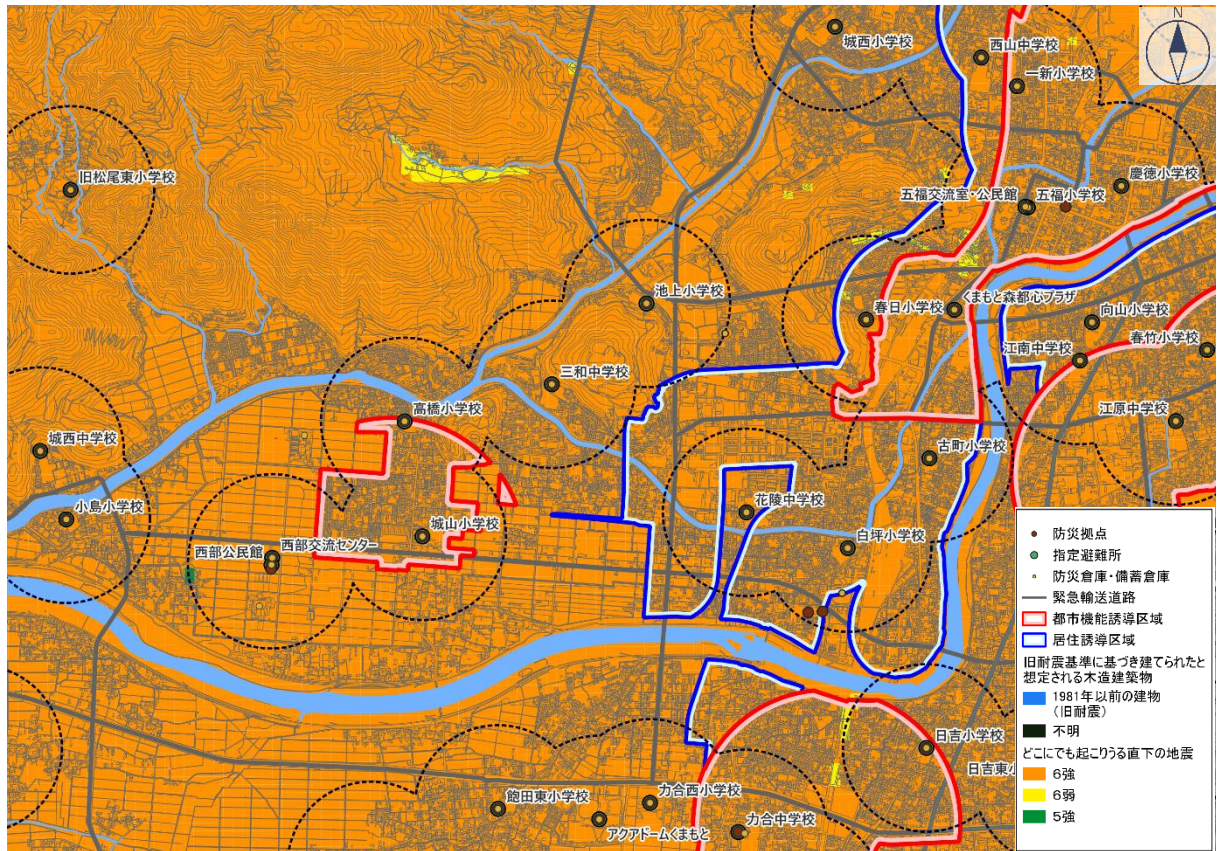 N
城西小学校
西山中学校
一新小学校
旧松尾東小学校
慶徳小学校
五福交流室・公民館
五福小学校
池上小学校
春日小学校
くまもと森都心プラザ
向山小学校
江南中学校
春竹小学校
三和中学校
高橋小学校
江原中学校
城西中学校
古町小学校
小島小学校
花陵中学校
城山小学校
白坪小学校
西部公民館
西部交流センター
日吉小学校
日吉東小
飽田東小学校
力合西小学校
アクアドームくまもと
力合中学校
防災拠点
指定避難所
防災倉庫・備蓄倉庫
緊急輸送道路
都市機能誘導区域
居住誘導区域
旧耐震基準に基づき建てられたと
想定される木造建築物
1981年以前の建物
(旧耐震)
不明
どこにでも起こりうる直下の地震
6強
6弱
5強